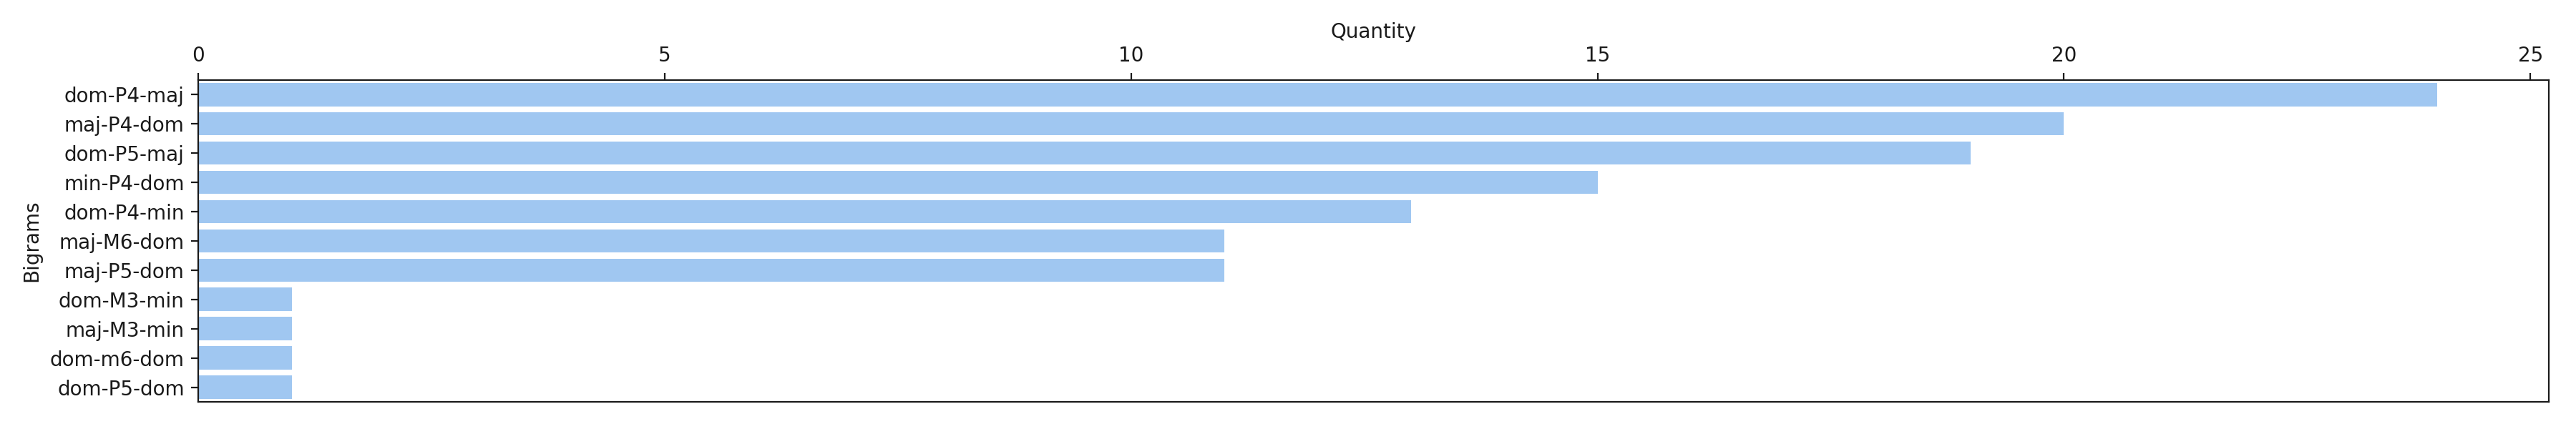 Quantity
0 5 10 15 20 25
Bigrams
dom-P4-maj
maj-P4-dom
dom-P5-maj
min-P4-dom
dom-P4-min
maj-M6-dom
maj-P5-dom
dom-M3-min
maj-M3-min
dom-m6-dom
dom-P5-dom